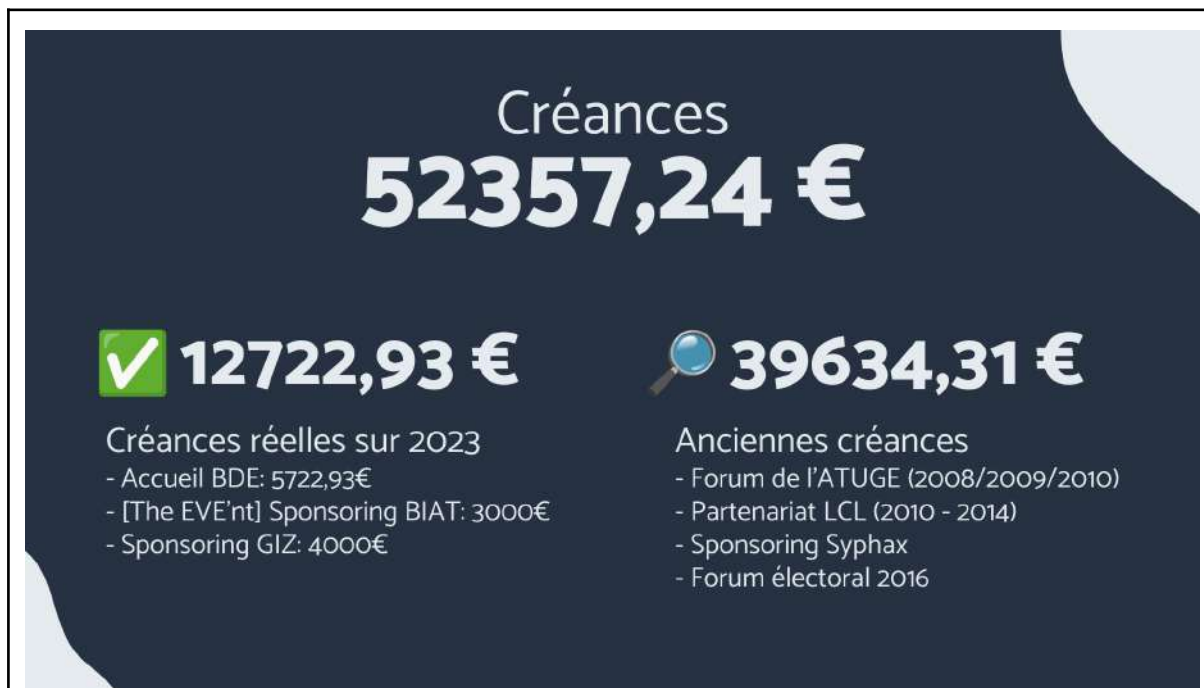 Créances
52357,24 €
✅ 12722,93 €
Créances réelles sur 2023
- Accueil BDE: 5722,93€
- [The EVE'nt] Sponsoring BIAT: 3000€
- Sponsoring GIZ: 4000€
🔎 39634,31 €
Anciennes créances
- Forum de l'ATUGE (2008/2009/2010)
- Partenariat LCL (2010 - 2014)
- Sponsoring Syphax
- Forum électoral 2016